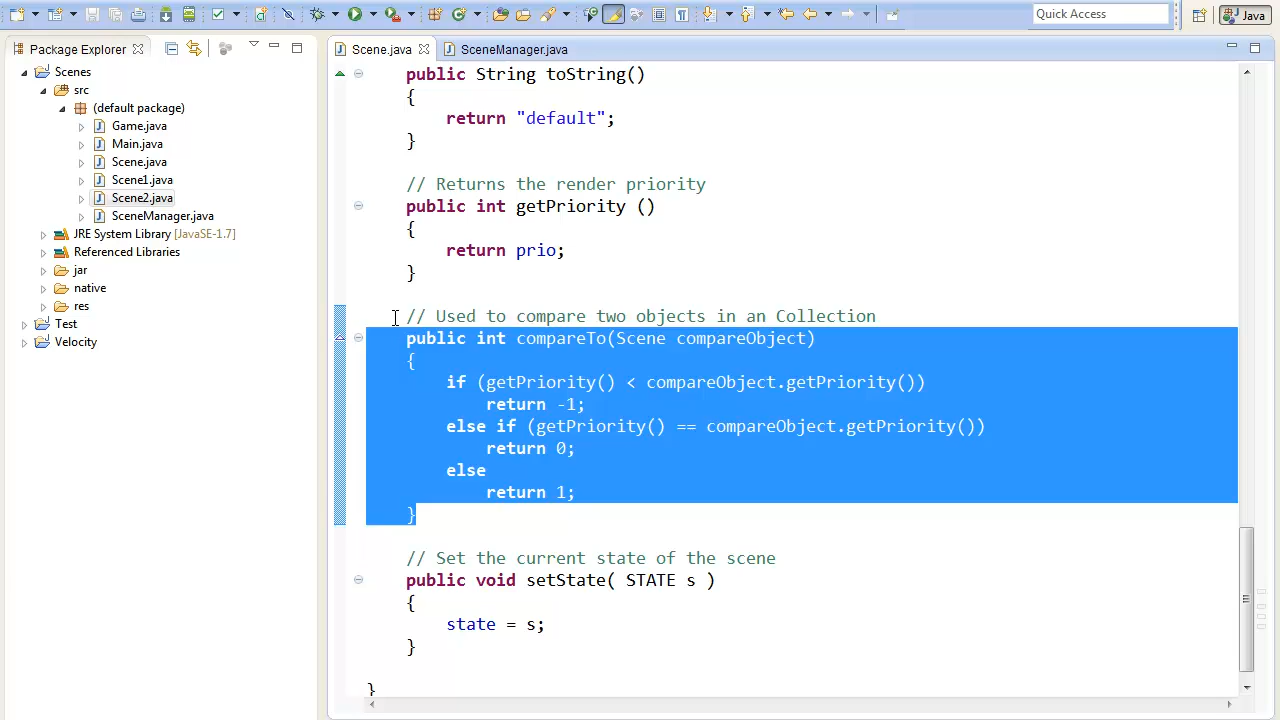 Quick Access
Java
Package Explorer
Scene.java
SceneManager.java
Scenes
src
(default package)
Game.java
Main.java
Scene.java
Scene1.java
Scene2.java
SceneManager.java
JRE System Library [JavaSE-1.7]
Referenced Libraries
jar
native
res
Test
Velocity
public String toString()
{
return "default";
}
// Returns the render priority
public int getPriority ()
{
return prio;
}
// Used to compare two objects in an Collection
public int compareTo(Scene compareObject)
{
if (getPriority() < compareObject.getPriority())
return -1;
else if (getPriority() == compareObject.getPriority())
return 0;
else
return 1;
}
// Set the current state of the scene
public void setState( STATE s )
{
state = s;
}
}